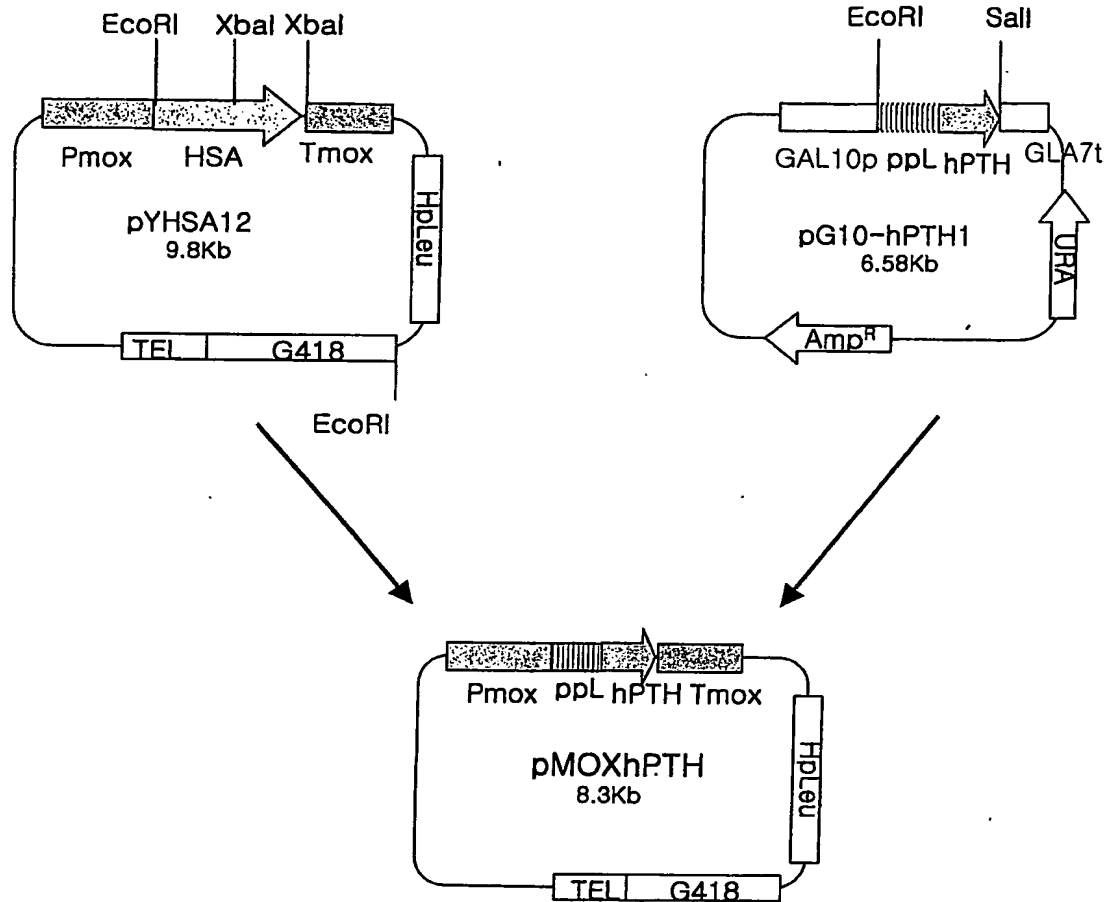 EcoRI XbaI XbaI
Pmox HSA Tmox
HpLeu
pYHSA12
9.8Kb
TEL G418
EcoRI
EcoRI SalI
GAL10p ppL hPTH GLA7t
pG10-hPTH1
6.58Kb
URA
Amp^R
Pmox ppL hPTH Tmox
HpLeu
pMOXhPTH
8.3Kb
TEL G418